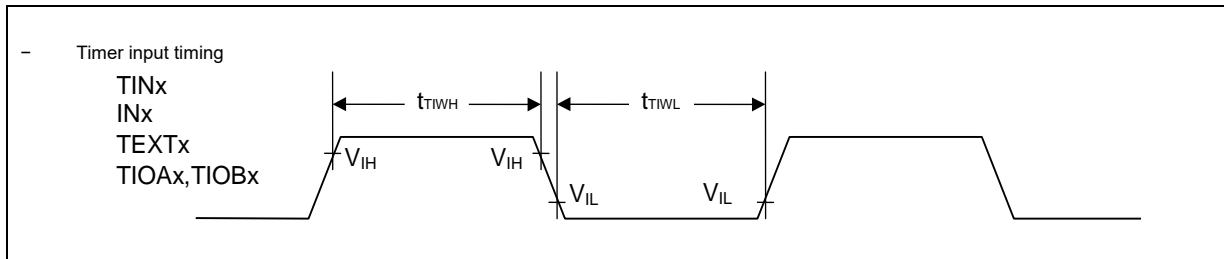 – Timer input timing
TINx
INx
TEXTx
TIOAx,TIOBx
tTIWH
tTIWL
VIH
VIH
VIL
VIL